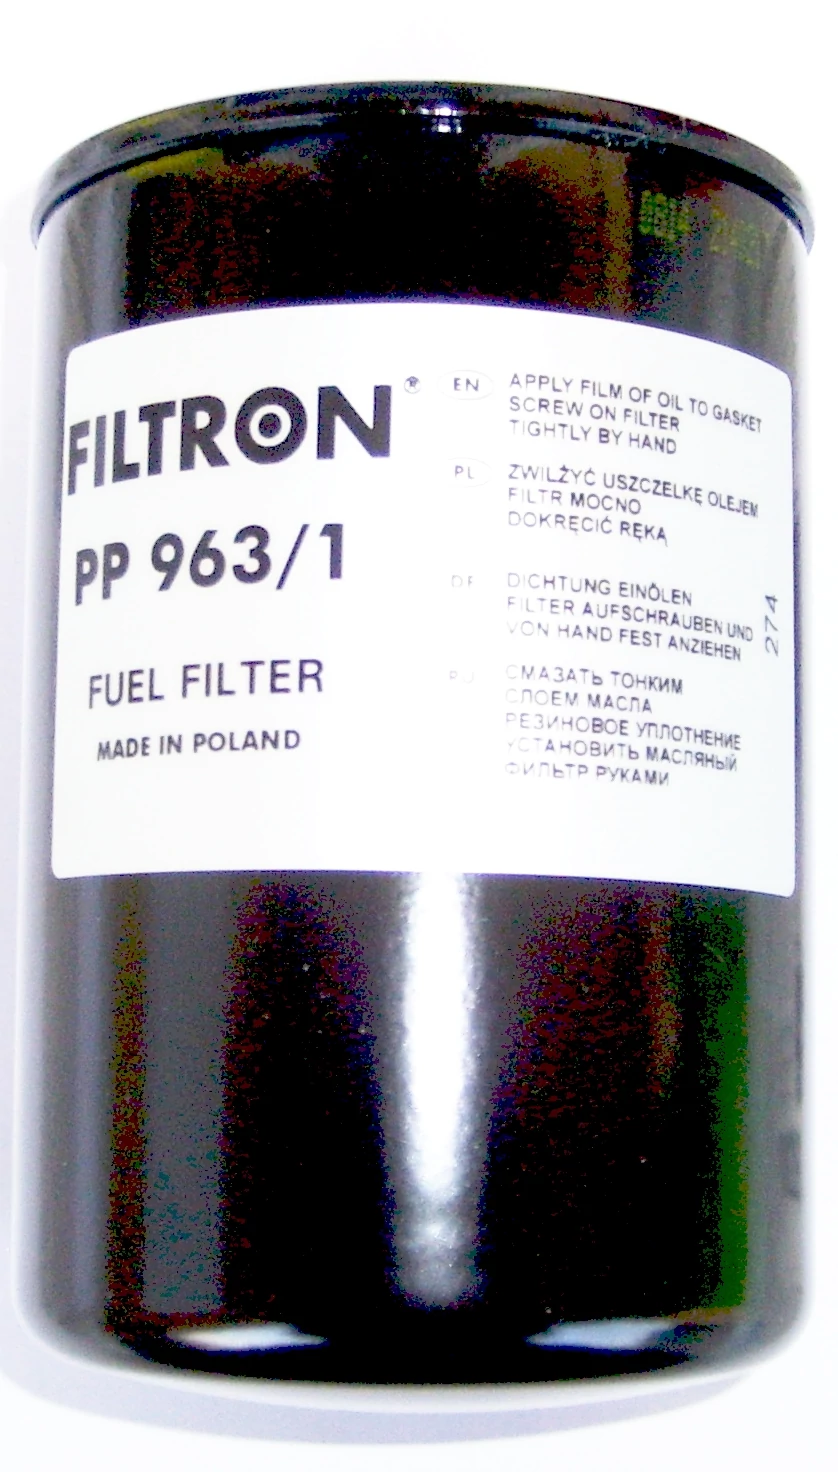 FILTRON®
PP 963/1
FUEL FILTER
MADE IN POLAND
EN
APPLY FILM OF OIL TO GASKET
SCREW ON FILTER
TIGHTLY BY HAND
PL
ZWILŻYĆ USZCZELKĘ OLEJEM
FILTR MOCNO
DOKRĘCIĆ RĘKĄ
DE
DICHTUNG EINÖLEN
FILTER AUFSCHRAUBEN UND
VON HAND FEST ANZIEHEN
RU
СМАЗАТЬ ТОНКИМ
СЛОЕМ МАСЛА
РЕЗИНОВОЕ УПЛОТНЕНИЕ
УСТАНОВИТЬ МАСЛЯНЫЙ
ФИЛЬТР РУКАМИ
274